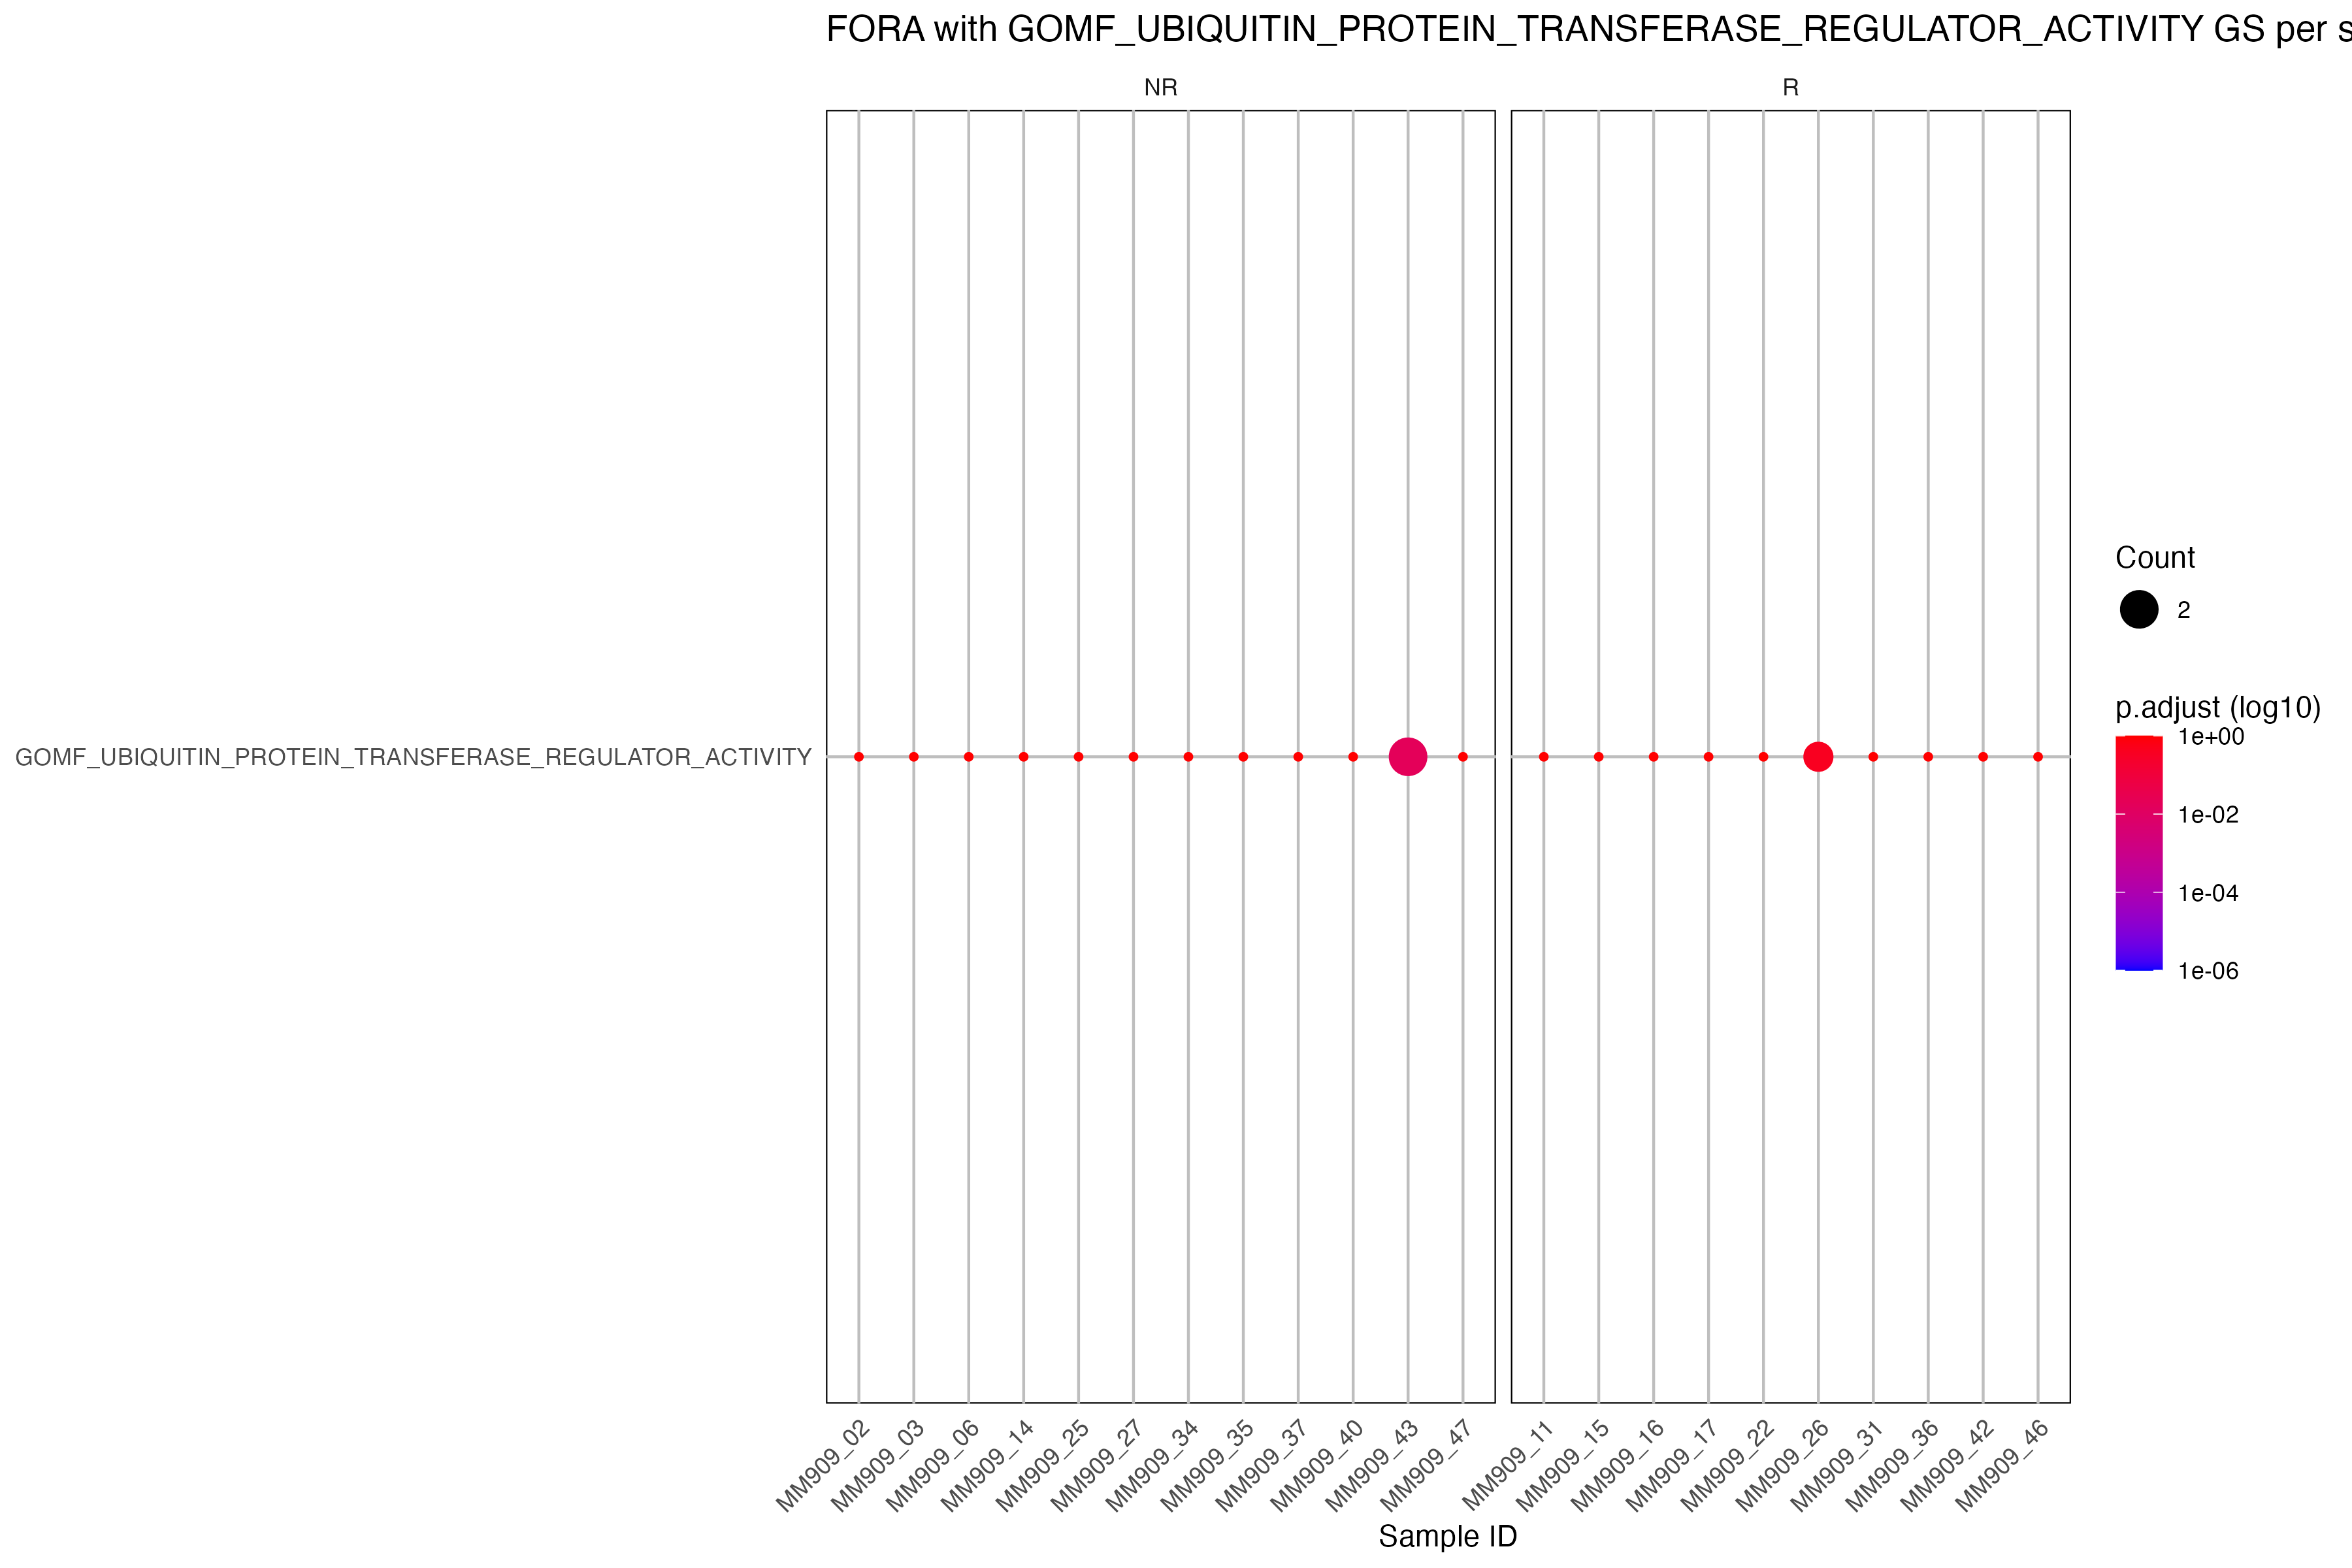 FORA with GOMF_UBIQUITIN_PROTEIN_TRANSFERASE_REGULATOR_ACTIVITY GS per s
NR
R
GOMF_UBIQUITIN_PROTEIN_TRANSFERASE_REGULATOR_ACTIVITY
Count
2
p.adjust (log10)
1e+00
1e-02
1e-04
1e-06
MM909_02
MM909_03
MM909_06
MM909_14
MM909_25
MM909_27
MM909_34
MM909_35
MM909_37
MM909_40
MM909_43
MM909_47
MM909_11
MM909_15
MM909_16
MM909_17
MM909_22
MM909_26
MM909_31
MM909_36
MM909_42
MM909_46
Sample ID